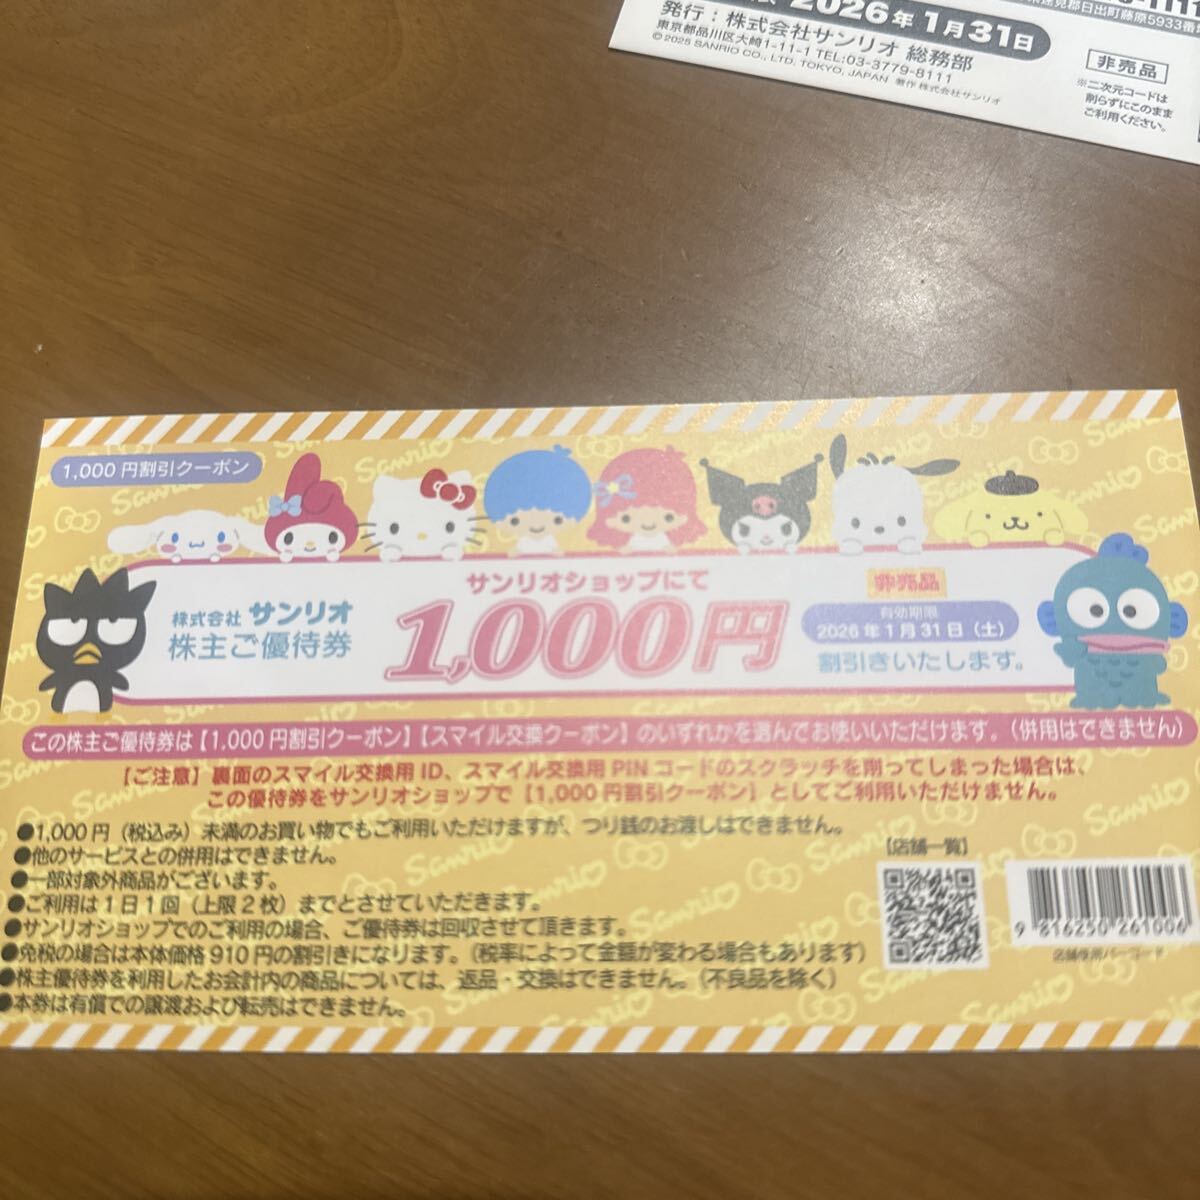 2026年1月31日
発行：株式会社サンリオ 総務部
東京都品川区大崎1-11-1 TEL:03-3779-8111
©2025 SANRIO CO., LTD. TOKYO, JAPAN 著作 株式会社サンリオ
郡日出町藤原5933番
非売品
※二次元コードは
削らずにこのまま
ご利用ください。
1,000円割引クーポン
株式会社 サンリオ
株主ご優待券
サンリオショップにて
1,000円
非売品
有効期限
2026年1月31日（土）
割引きいたします。
この株主ご優待券は【1,000円割引クーポン】【スマイル交換クーポン】のいずれかを選んでお使いいただけます。（併用はできません）
【ご注意】裏面のスマイル交換用ID、スマイル交換用PINコードのスクラッチを削ってしまった場合は、
この優待券をサンリオショップで【1,000円割引クーポン】としてご利用いただけません。
●1,000円（税込み）未満のお買い物でもご利用いただけますが、つり銭のお渡しはできません。
●他のサービスとの併用はできません。
●一部対象外商品がございます。
●ご利用は1日1回（上限2枚）までとさせていただきます。
●サンリオショップでのご利用の場合、ご優待券は回収させて頂きます。
●免税の場合は本体価格910円の割引きになります。（税率によって金額が変わる場合もあります）
●株主優待券を利用したお会計内の商品については、返品・交換はできません。（不良品を除く）
●本券は有償での譲渡および転売はできません。
【店舗一覧】
9 816250 261006
店舗使用バーコード